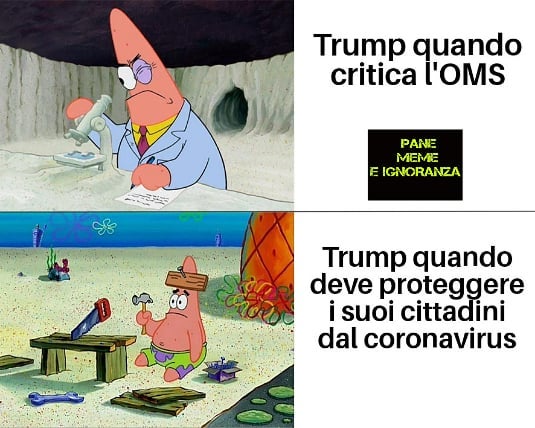 Trump quando
critica l'OMS
PANE
MEME
E IGNORANZA
Trump quando
deve proteggere
i suoi cittadini
dal coronavirus